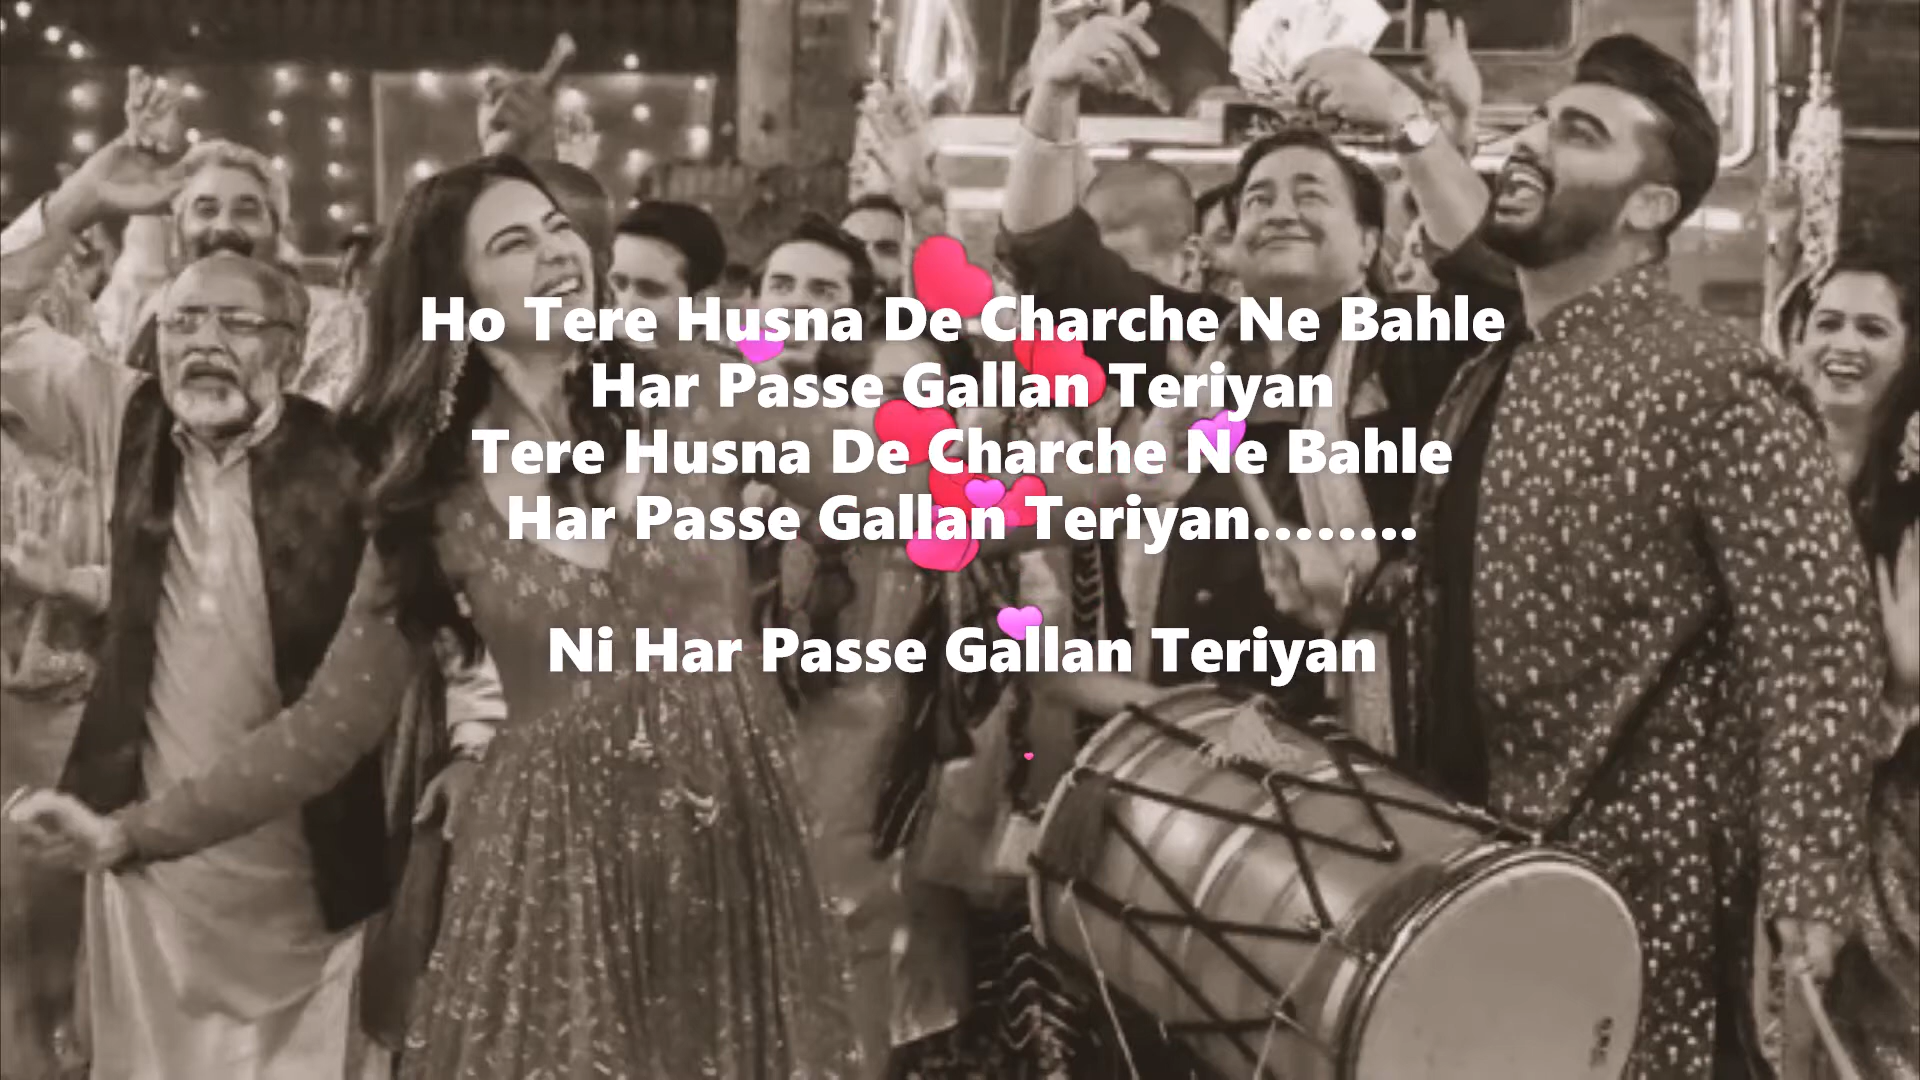 Ho Tere Husna De Charche Ne Bahle
Har Passe Gallan Teriyan
Tere Husna De Charche Ne Bahle
Har Passe Gallan Teriyan........
Ni Har Passe Gallan Teriyan